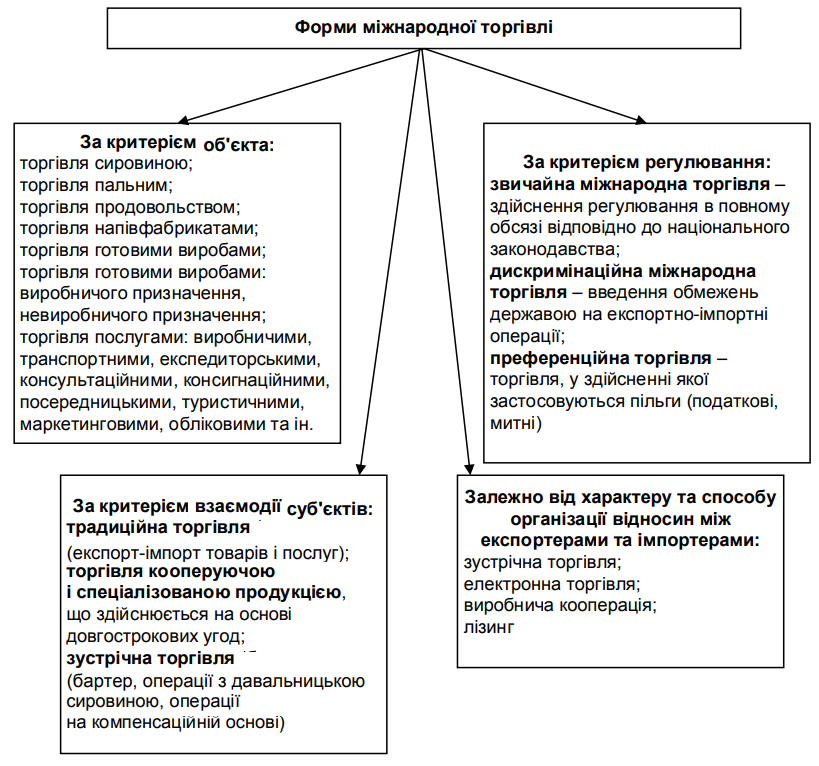 Форми міжнародної торгівлі
За критерієм об'єкта:
торгівля сировиною;
торгівля пальним;
торгівля продовольством;
торгівля напівфабрикатами;
торгівля готовими виробами;
торгівля готовими виробами:
виробничого призначення,
невиробничого призначення;
торгівля послугами: виробничими,
транспортними, експедиторськими,
консультаційними, консигнаційними,
посередницькими, туристичними,
маркетинговими, обліковими та ін.
За критерієм регулювання:
звичайна міжнародна торгівля –
здійснення регулювання в повному
обсязі відповідно до національного
законодавства;
дискримінаційна міжнародна
торгівля – введення обмежень
державою на експортно-імпортні
операції;
преференційна торгівля –
торгівля, у здійсненні якої
застосовуються пільги (податкові,
митні)
За критерієм взаємодії суб'єктів:
традиційна торгівля
(експорт-імпорт товарів і послуг);
торгівля кооперуючою
і спеціалізованою продукцією,
що здійснюється на основі
довгострокових угод;
зустрічна торгівля
(бартер, операції з давальницькою
сировиною, операції
на компенсаційній основі)
Залежно від характеру та способу
організації відносин між
експортерами та імпортерами:
зустрічна торгівля;
електронна торгівля;
виробнича кооперація;
лізинг